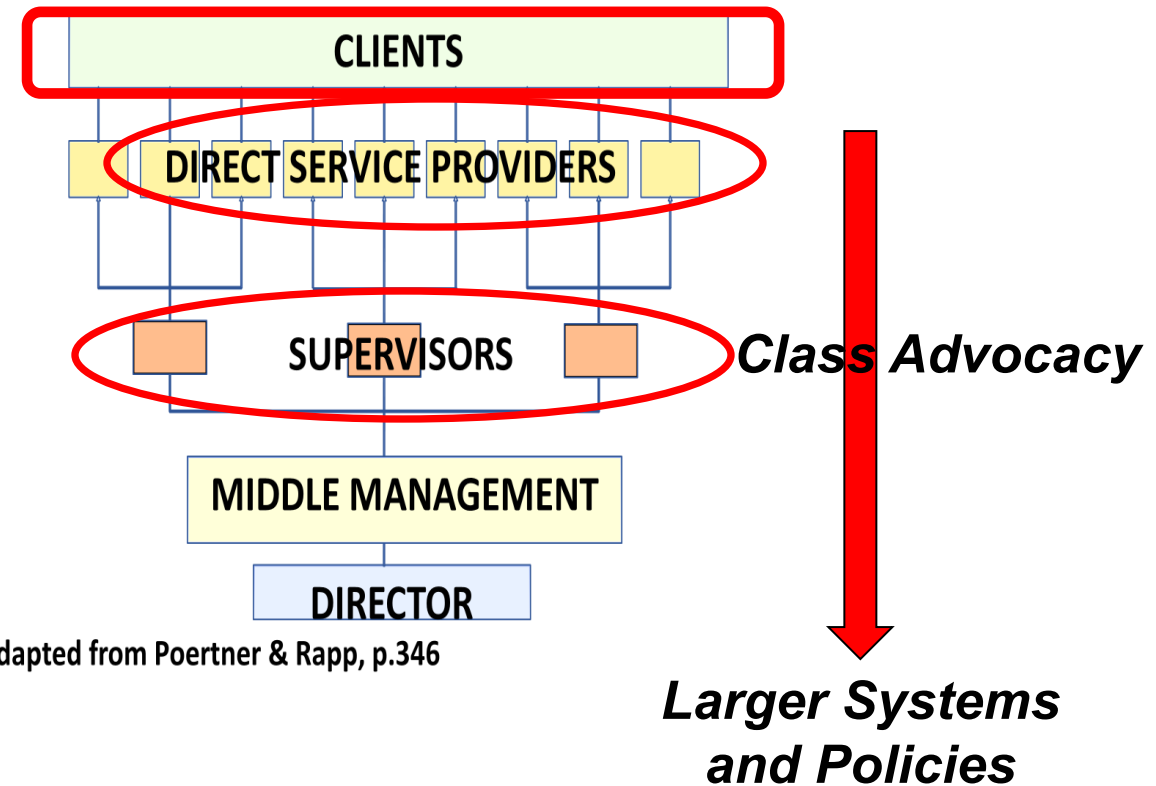 CLIENTS
DIRECT SERVICE PROVIDERS
SUPERVISORS
Class Advocacy
MIDDLE MANAGEMENT
DIRECTOR
dapted from Poertner & Rapp, p.346
Larger Systems
and Policies